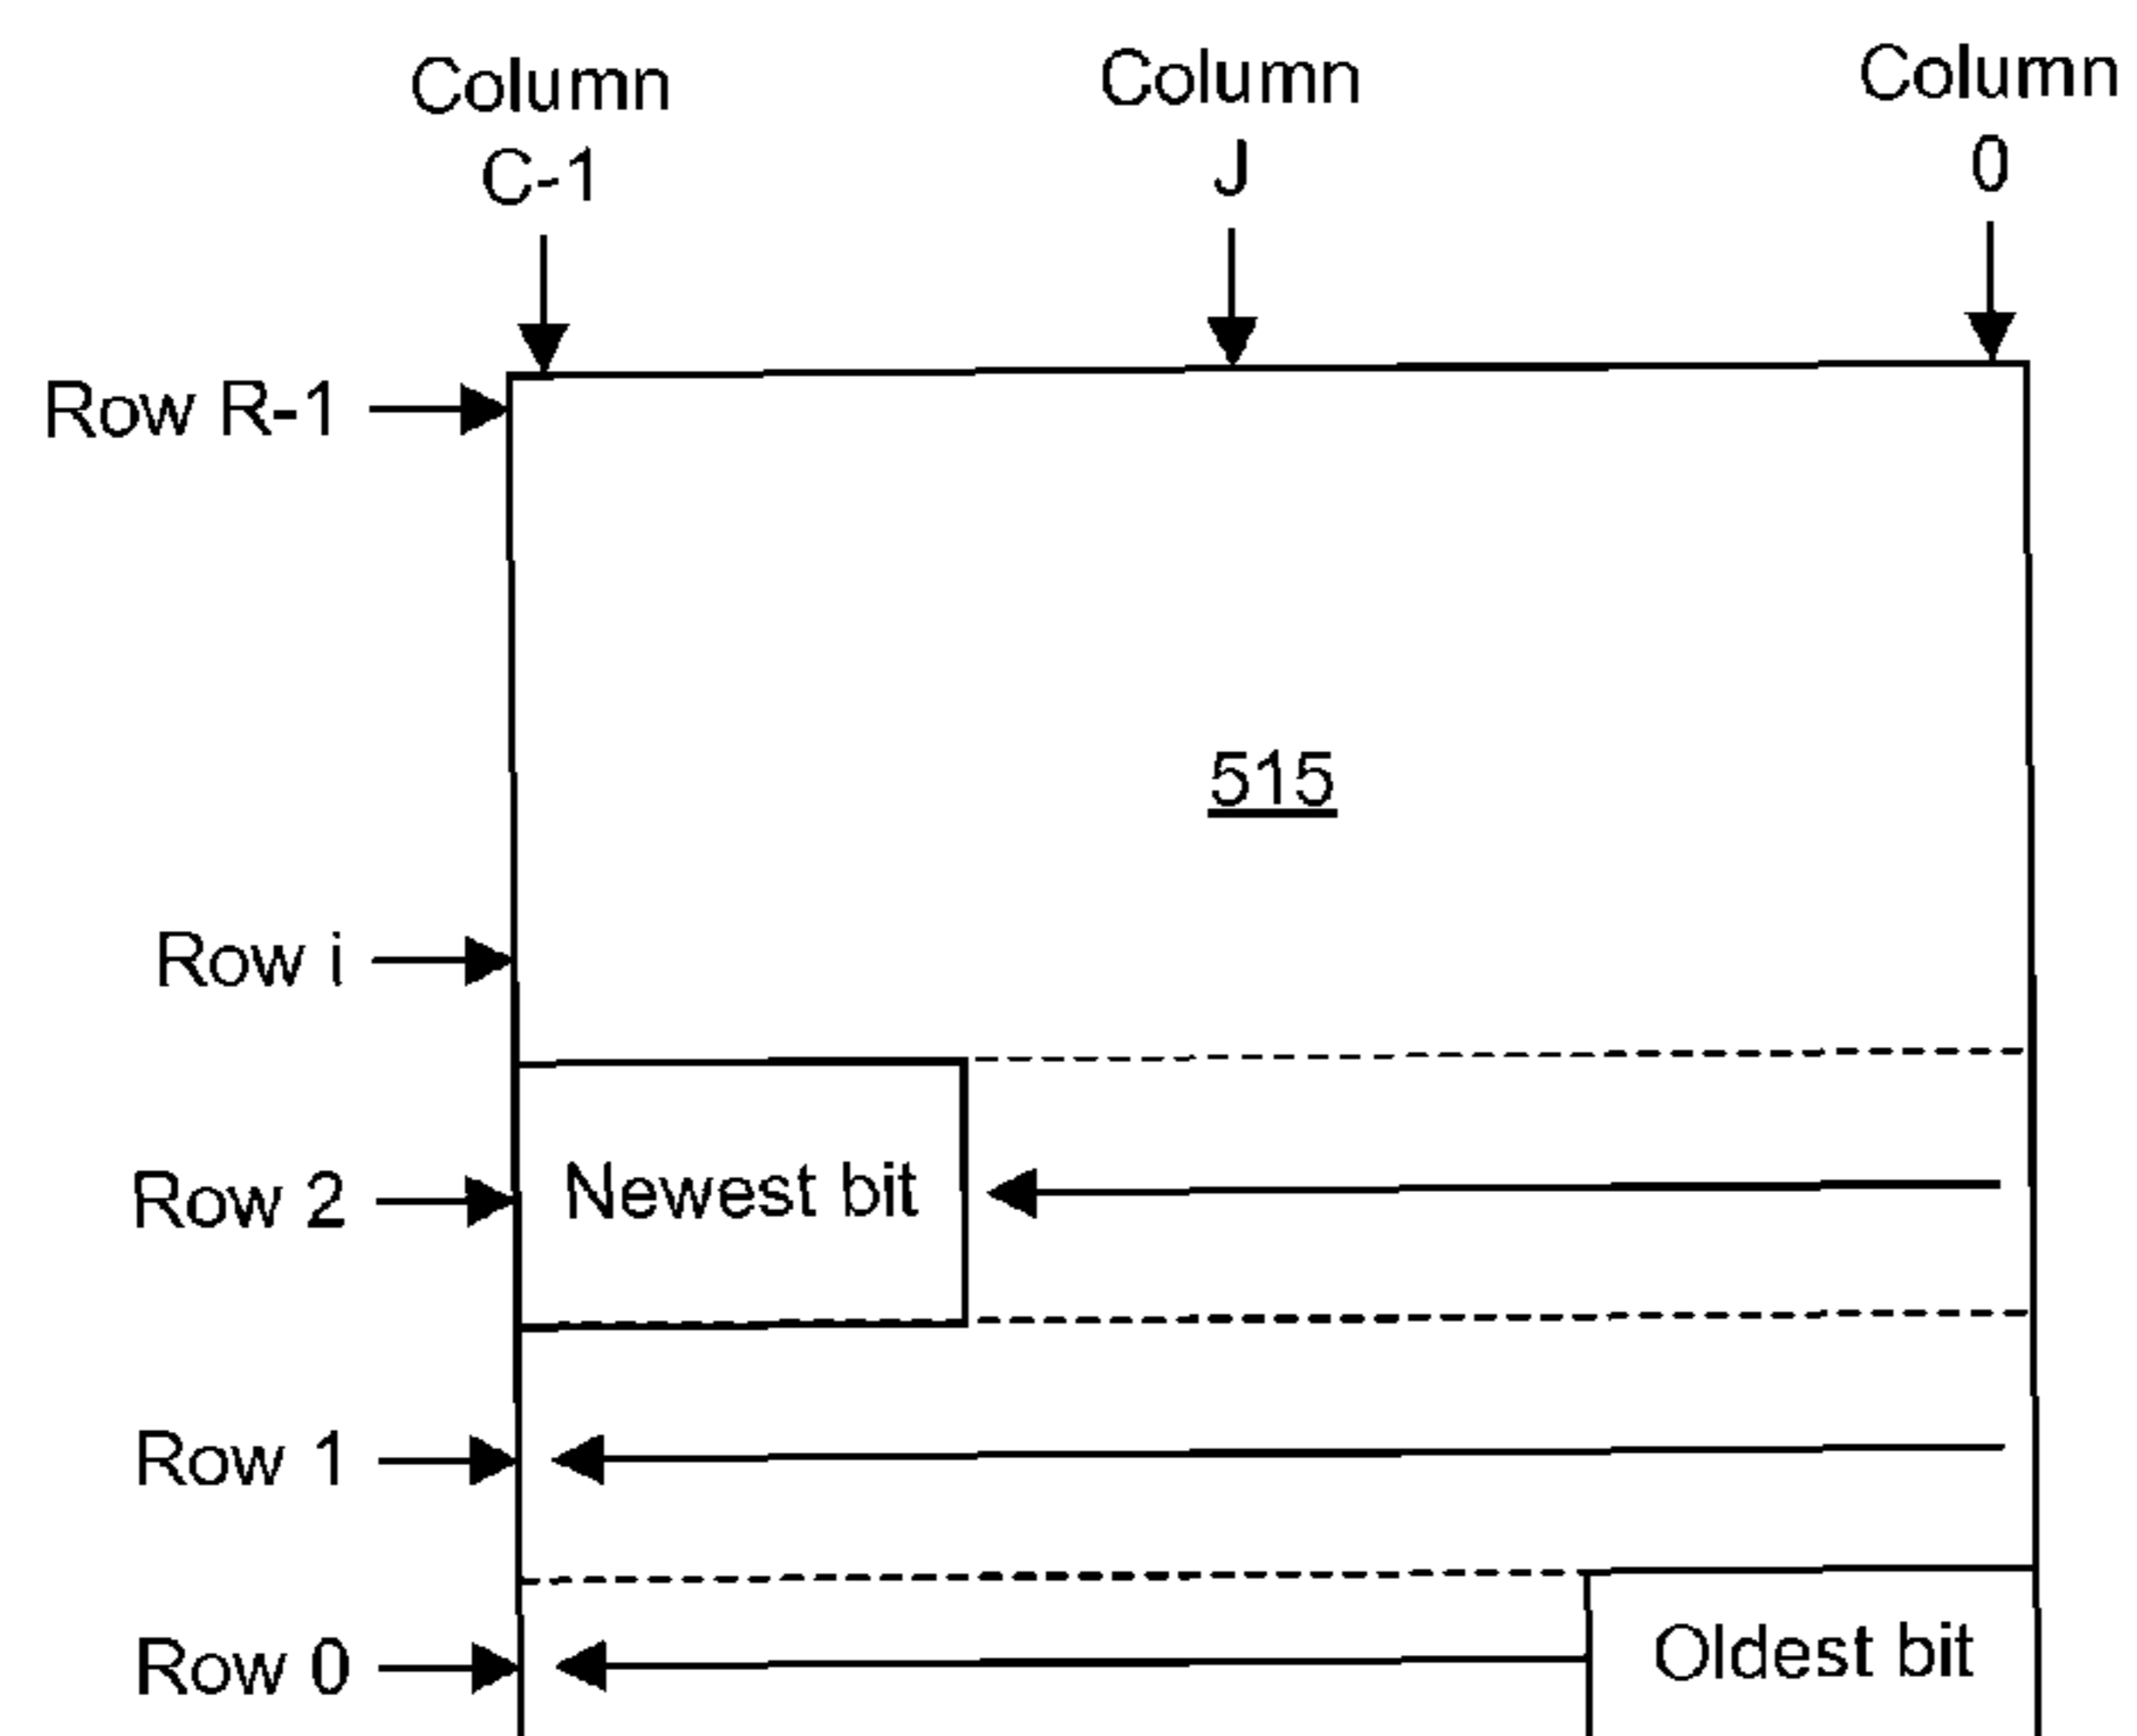 Column Column Column
C-1 J 0
Row R-1
515
Row i
Row 2 Newest bit
Row 1
Row 0 Oldest bit